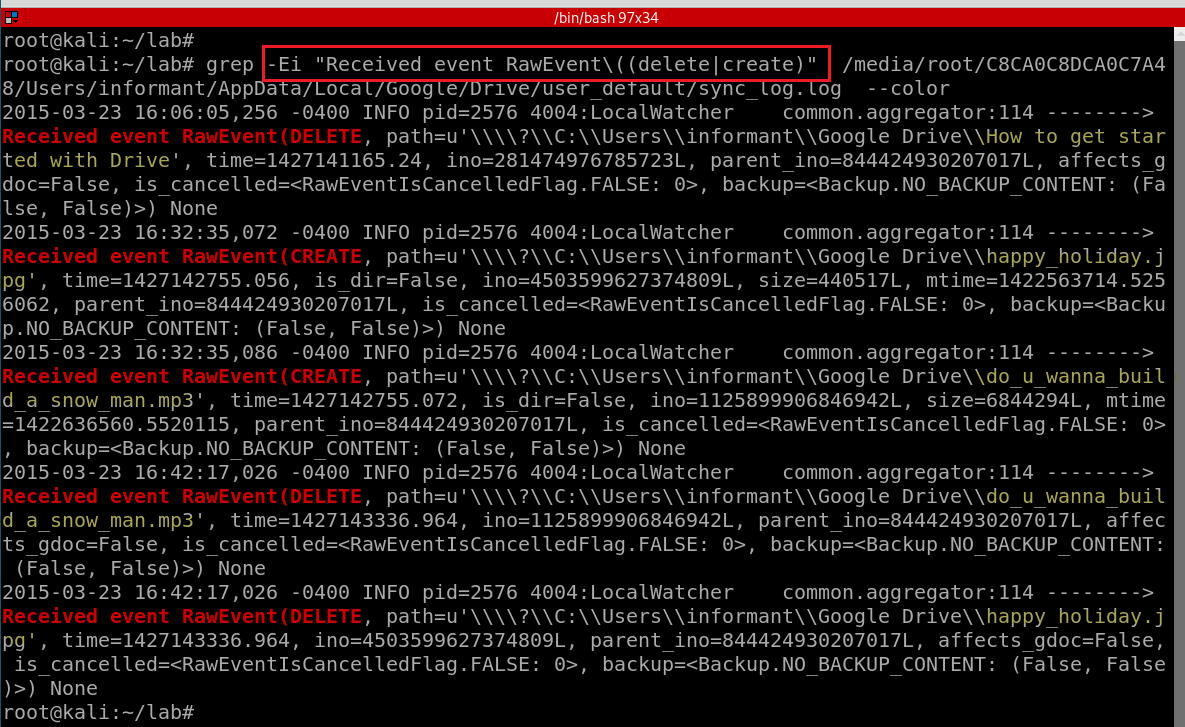 /bin/bash 97x34
root@kali:~/lab#
root@kali:~/lab# grep -Ei "Received event RawEvent\((delete|create)"  /media/root/C8CA0C8DCA0C7A4
8/Users/informant/AppData/Local/Google/Drive/user_default/sync_log.log  --color
2015-03-23 16:06:05,256 -0400 INFO pid=2576 4004:LocalWatcher    common.aggregator:114 -------->
Received event RawEvent(DELETE, path=u'\\\\?\\C:\\Users\\informant\\Google Drive\\How to get star
ted with Drive', time=1427141165.24, ino=281474976785723L, parent_ino=844424930207017L, affects_g
doc=False, is_cancelled=<RawEventIsCancelledFlag.FALSE: 0>, backup=<Backup.NO_BACKUP_CONTENT: (Fa
lse, False)>) None
2015-03-23 16:32:35,072 -0400 INFO pid=2576 4004:LocalWatcher    common.aggregator:114 -------->
Received event RawEvent(CREATE, path=u'\\\\?\\C:\\Users\\informant\\Google Drive\\happy_holiday.j
pg', time=1427142755.056, is_dir=False, ino=4503599627374809L, size=440517L, mtime=1422563714.525
6062, parent_ino=844424930207017L, is_cancelled=<RawEventIsCancelledFlag.FALSE: 0>, backup=<Backu
p.NO_BACKUP_CONTENT: (False, False)>) None
2015-03-23 16:32:35,086 -0400 INFO pid=2576 4004:LocalWatcher    common.aggregator:114 -------->
Received event RawEvent(CREATE, path=u'\\\\?\\C:\\Users\\informant\\Google Drive\\do_u_wanna_buil
d_a_snow_man.mp3', time=1427142755.072, is_dir=False, ino=1125899906846942L, size=6844294L, mtime
=1422636560.5520115, parent_ino=844424930207017L, is_cancelled=<RawEventIsCancelledFlag.FALSE: 0>
, backup=<Backup.NO_BACKUP_CONTENT: (False, False)>) None
2015-03-23 16:42:17,026 -0400 INFO pid=2576 4004:LocalWatcher    common.aggregator:114 -------->
Received event RawEvent(DELETE, path=u'\\\\?\\C:\\Users\\informant\\Google Drive\\do_u_wanna_buil
d_a_snow_man.mp3', time=1427143336.964, ino=1125899906846942L, parent_ino=844424930207017L, affec
ts_gdoc=False, is_cancelled=<RawEventIsCancelledFlag.FALSE: 0>, backup=<Backup.NO_BACKUP_CONTENT:
 (False, False)>) None
2015-03-23 16:42:17,026 -0400 INFO pid=2576 4004:LocalWatcher    common.aggregator:114 -------->
Received event RawEvent(DELETE, path=u'\\\\?\\C:\\Users\\informant\\Google Drive\\happy_holiday.j
pg', time=1427143336.964, ino=4503599627374809L, parent_ino=844424930207017L, affects_gdoc=False,
 is_cancelled=<RawEventIsCancelledFlag.FALSE: 0>, backup=<Backup.NO_BACKUP_CONTENT: (False, False
)>) None
root@kali:~/lab#